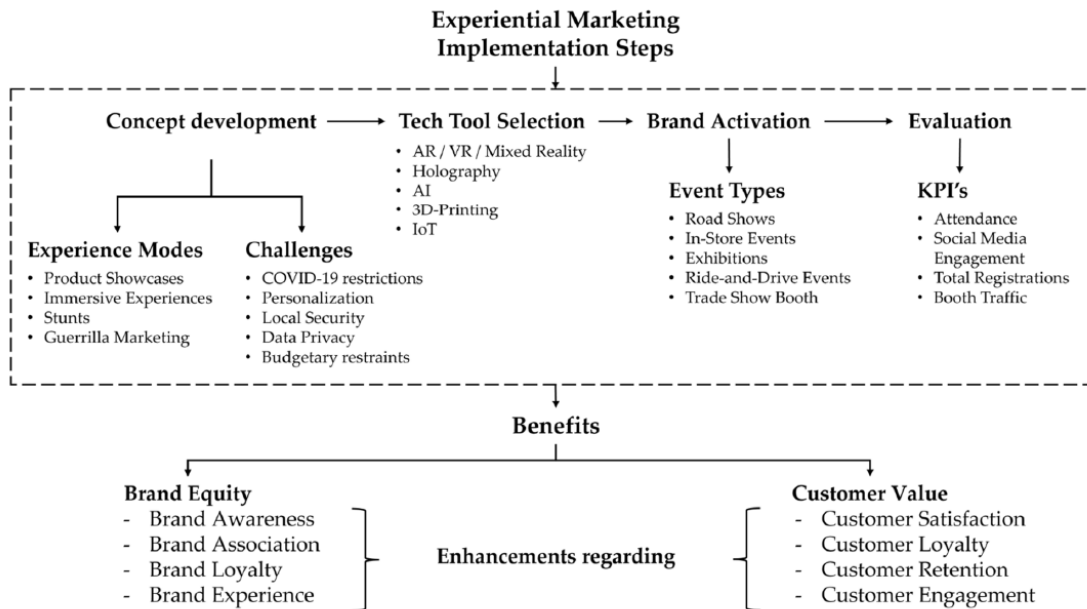 Experiential Marketing
Implementation Steps
Concept development
Tech Tool Selection
Brand Activation
Evaluation
• AR / VR / Mixed Reality
• Holography
• AI
• 3D-Printing
• IoT
Experience Modes
• Product Showcases
• Immersive Experiences
• Stunts
• Guerrilla Marketing
Challenges
• COVID-19 restrictions
• Personalization
• Local Security
• Data Privacy
• Budgetary restraints
Event Types
• Road Shows
• In-Store Events
• Exhibitions
• Ride-and-Drive Events
• Trade Show Booth
KPI's
• Attendance
• Social Media
Engagement
• Total Registrations
• Booth Traffic
Benefits
Brand Equity
- Brand Awareness
- Brand Association
- Brand Loyalty
- Brand Experience
Enhancements regarding
Customer Value
- Customer Satisfaction
- Customer Loyalty
- Customer Retention
- Customer Engagement